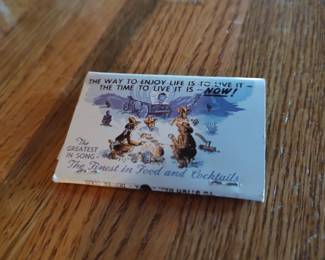 THE WAY TO ENJOY LIFE IS TO LIVE IT -
THE TIME TO LIVE IT IS - NOW!
The
GREATEST
IN SONG -
The Finest in Food and Cocktails